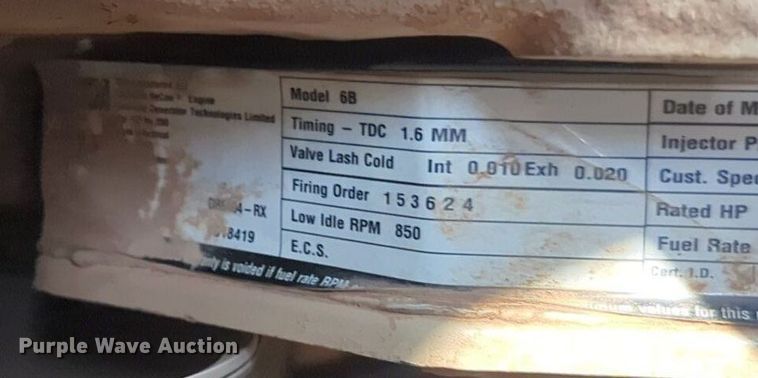 Engine
Generation Technologies Limited
-RX
8419
Model 6B
Timing – TDC 1.6 MM
Valve Lash Cold Int 0.010 Exh 0.020
Firing Order 1 5 3 6 2 4
Low Idle RPM 850
E.C.S.
Date of M
Injector P
Cust. Spe
Rated HP
Fuel Rate
Cert. I.D.
is voided if fuel rate RPM
values for this
Purple Wave Auction